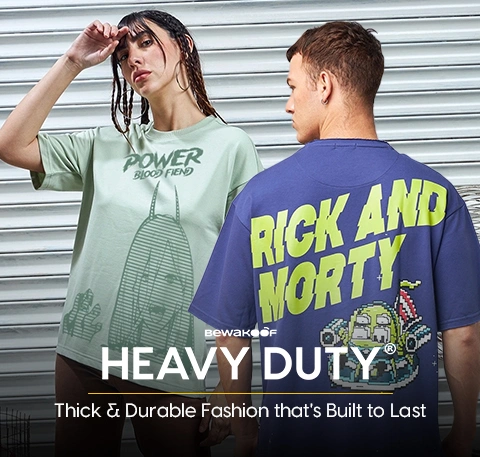 POWER
BLOOD FIEND
RICK AND
MORTY
BEWAKOOF
HEAVY DUTY®
Thick & Durable Fashion that's Built to Last